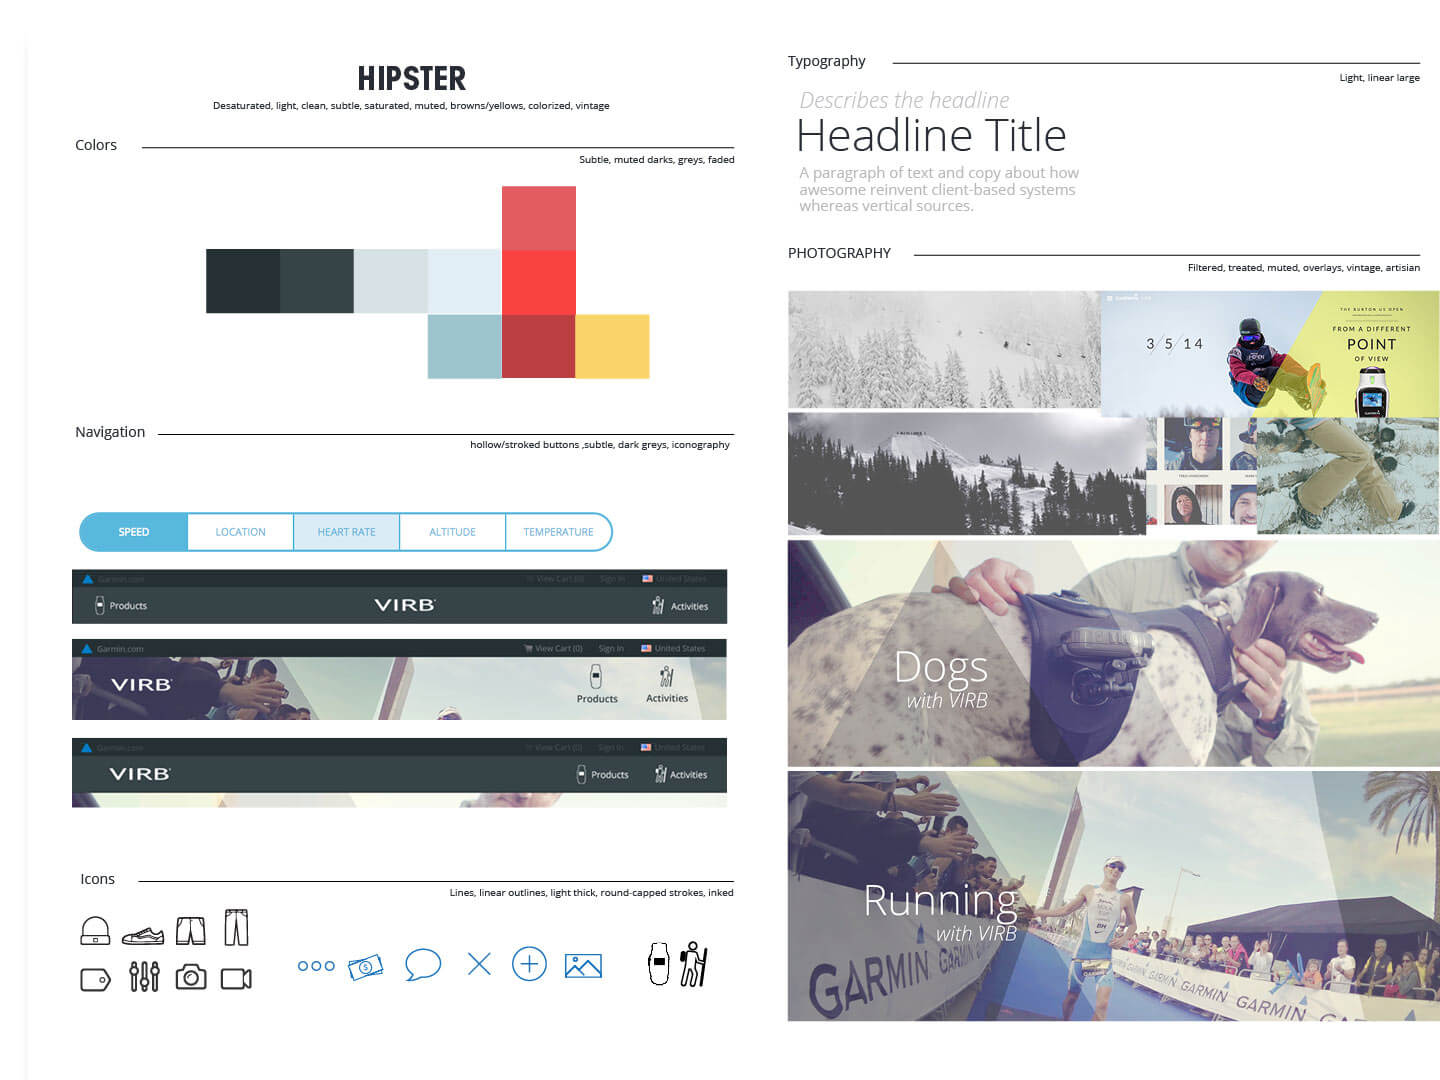 HIPSTER
Desaturated, light, clean, subtle, saturated, muted, browns/yellows, colorized, vintage
Colors
Subtle, muted darks, greys, faded
Navigation
hollow/stroked buttons ,subtle, dark greys, iconography
SPEED
LOCATION
HEART RATE
ALTITUDE
TEMPERATURE
Garmin.com
View Cart (0)
Sign In
United States
Products
VIRB
Activities
Garmin.com
View Cart (0)
Sign In
United States
VIRB
Products
Activities
Garmin.com
View Cart (0)
Sign In
United States
VIRB
Products
Activities
Icons
Lines, linear outlines, light thick, round-capped strokes, inked
Typography
Light, linear large
Describes the headline
Headline Title
A paragraph of text and copy about how
awesome reinvent client-based systems
whereas vertical sources.
PHOTOGRAPHY
Filtered, treated, muted, overlays, vintage, artisian
3/5/14
THE BURTON US OPEN
FROM A DIFFERENT
POINT
OF VIEW
Dogs
with VIRB
Running
with VIRB
GARMIN
GARMIN GARMIN GARMIN GARMIN